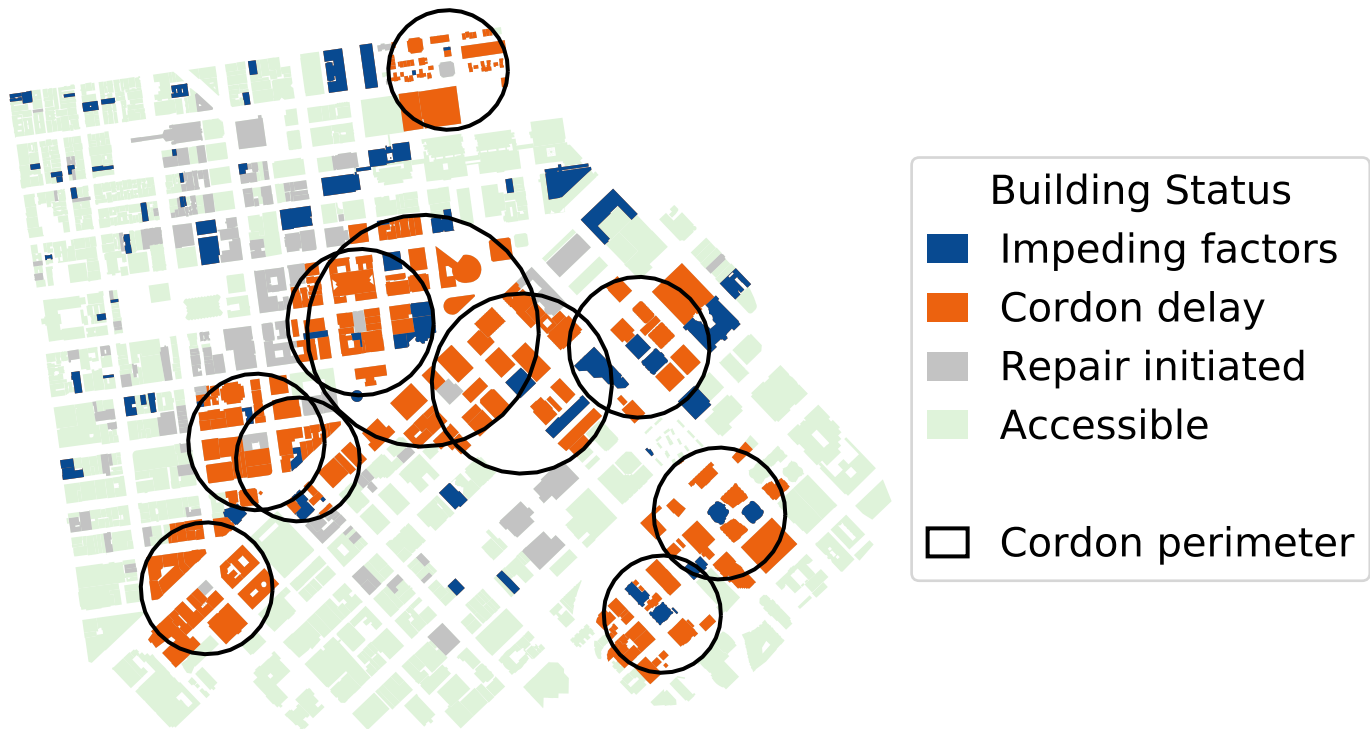 Building Status
Impeding factors
Cordon delay
Repair initiated
Accessible
Cordon perimeter